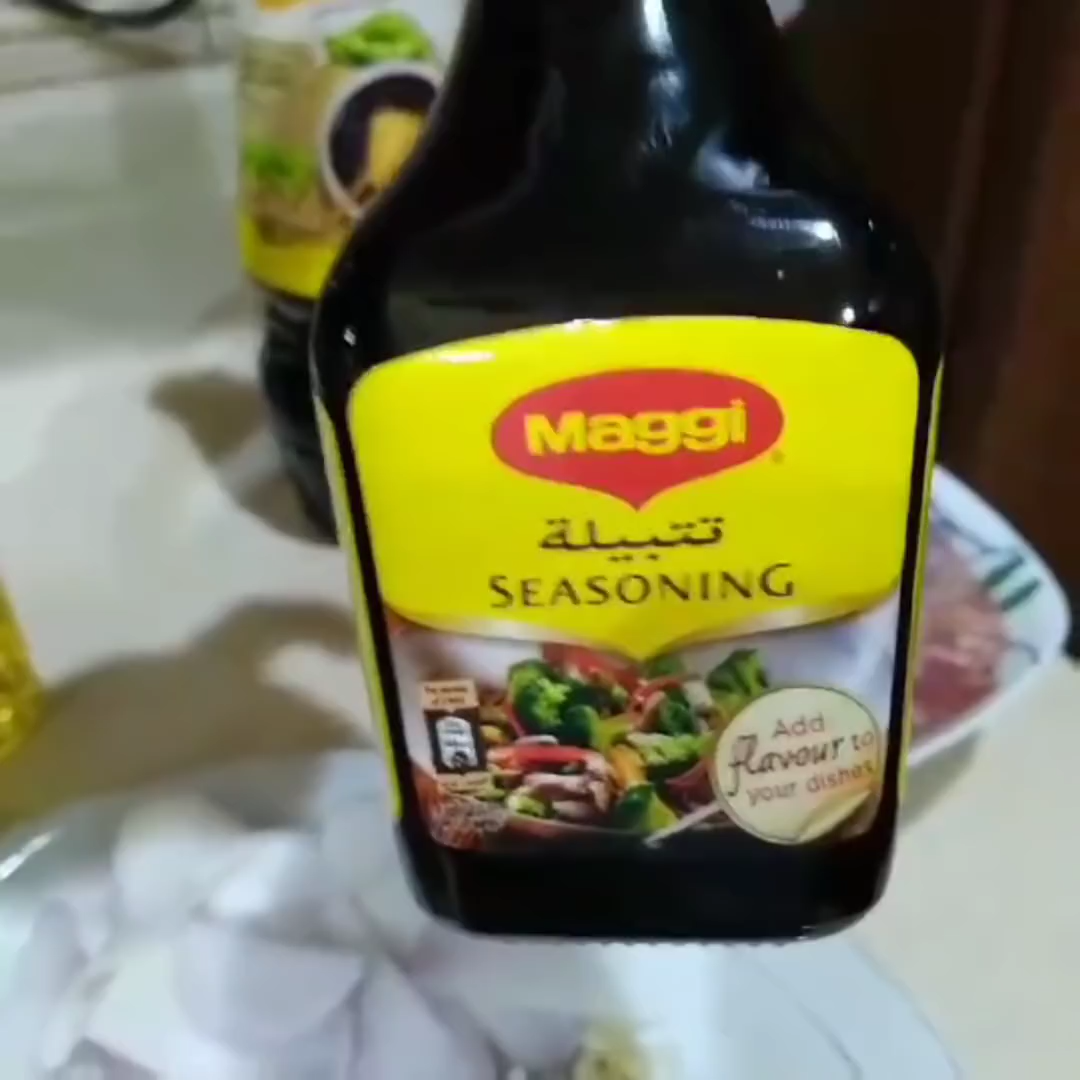 Maggi
تتبيلة
SEASONING
Add
flavour to
your dishes